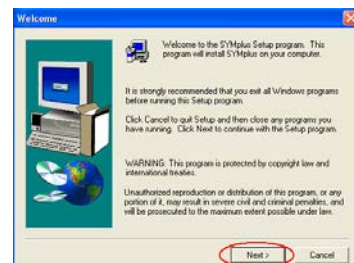 Welcome
Welcome to the SYMplus Setup program. This
program will install SYMplus on your computer.
It is strongly recommended that you exit all Windows programs
before running this Setup program.
Click Cancel to quit Setup and then close any programs you
have running. Click Next to continue with the Setup program.
WARNING: This program is protected by copyright law and
international treaties.
Unauthorized reproduction or distribution of this program, or any
portion of it, may result in severe civil and criminal penalties, and
will be prosecuted to the maximum extent possible under law.
Next >
Cancel